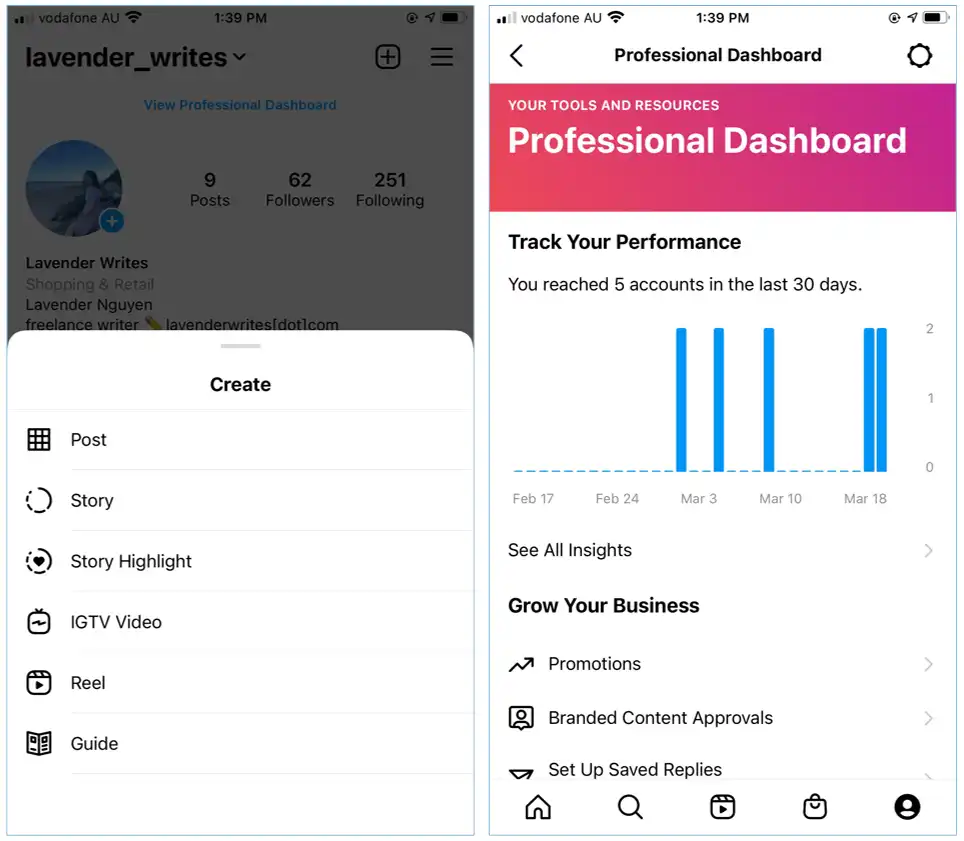 vodafone AU
1:39 PM
lavender_writes
View Professional Dashboard
9
Posts
62
Followers
251
Following
Lavender Writes
Shopping & Retail
Lavender Nguyen
freelance writer ✏️ lavenderwrites[dot]com
Create
Post
Story
Story Highlight
IGTV Video
Reel
Guide
vodafone AU
1:39 PM
Professional Dashboard
YOUR TOOLS AND RESOURCES
Professional Dashboard
Track Your Performance
You reached 5 accounts in the last 30 days.
2
1
0
Feb 17 Feb 24 Mar 3 Mar 10 Mar 18
See All Insights
Grow Your Business
Promotions
Branded Content Approvals
Set Up Saved Replies